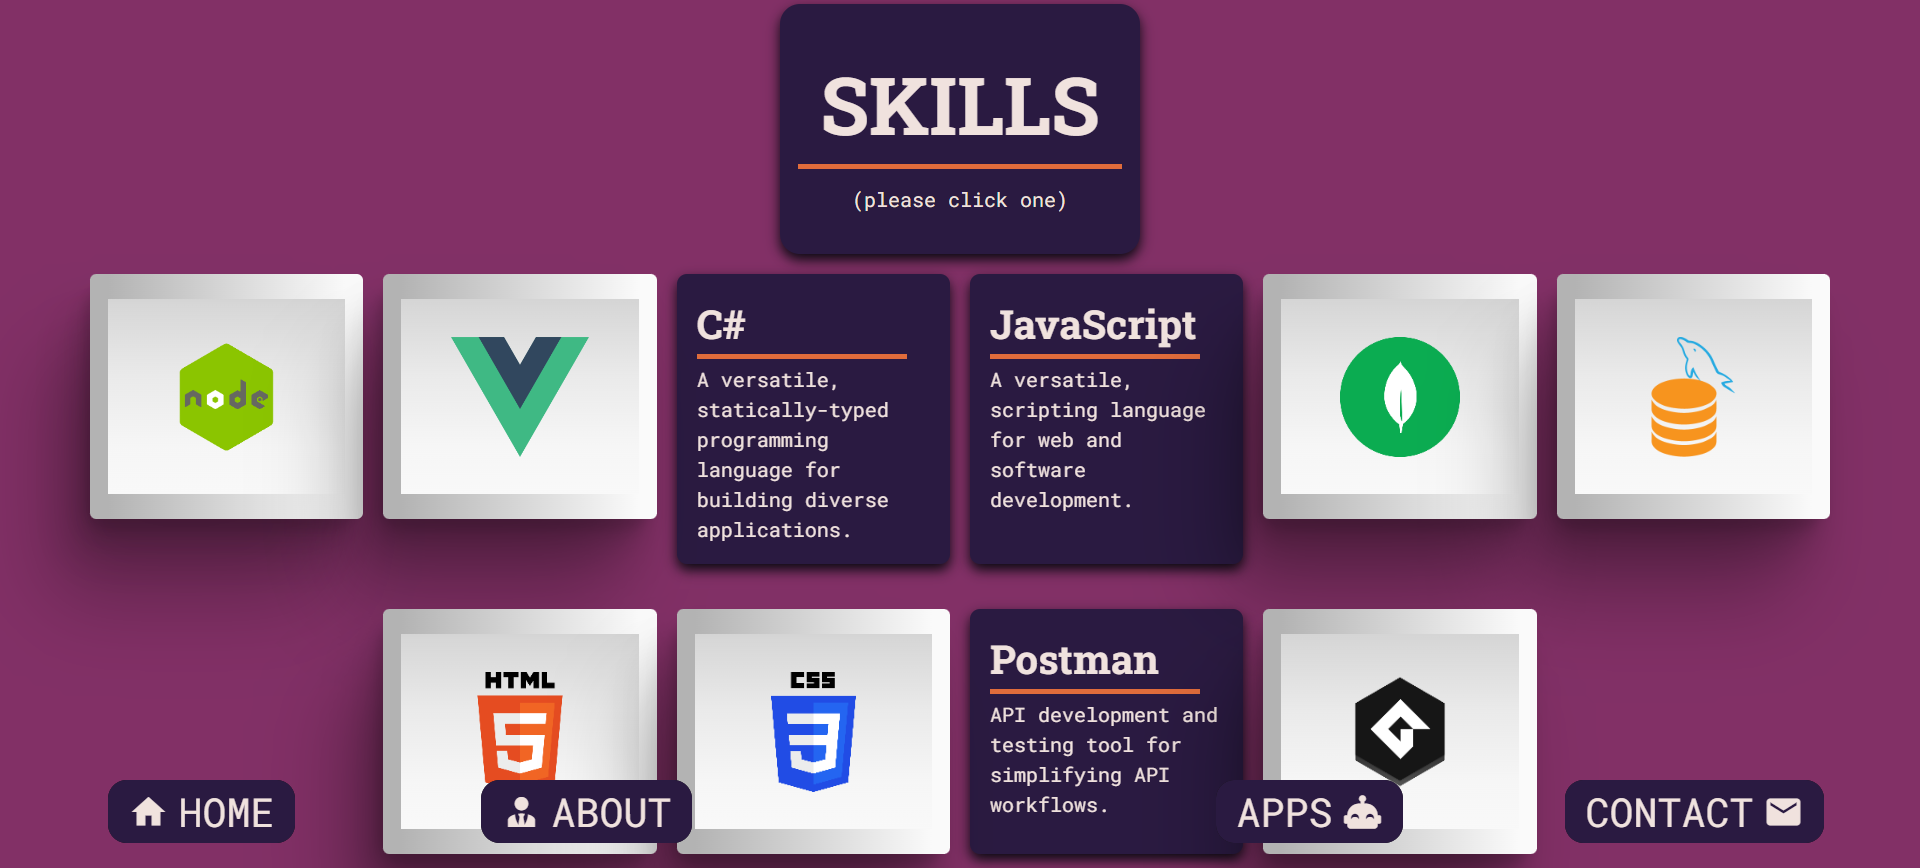 SKILLS
(please click one)
node
C#
A versatile,
statically-typed
programming
language for
building diverse
applications.
JavaScript
A versatile,
scripting language
for web and
software
development.
HTML
5
CSS
3
Postman
API development and
testing tool for
simplifying API
workflows.
HOME
ABOUT
APPS
CONTACT